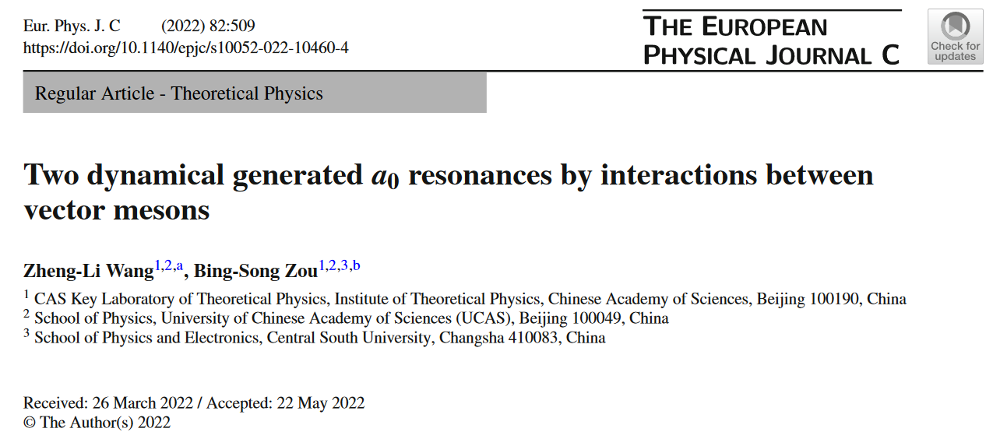 Eur. Phys. J. C (2022) 82:509
https://doi.org/10.1140/epjc/s10052-022-10460-4
THE EUROPEAN
PHYSICAL JOURNAL C
Check for
updates
Regular Article - Theoretical Physics
Two dynamical generated a0 resonances by interactions between
vector mesons
Zheng-Li Wang1,2,a, Bing-Song Zou1,2,3,b
1 CAS Key Laboratory of Theoretical Physics, Institute of Theoretical Physics, Chinese Academy of Sciences, Beijing 100190, China
2 School of Physics, University of Chinese Academy of Sciences (UCAS), Beijing 100049, China
3 School of Physics and Electronics, Central South University, Changsha 410083, China
Received: 26 March 2022 / Accepted: 22 May 2022
© The Author(s) 2022